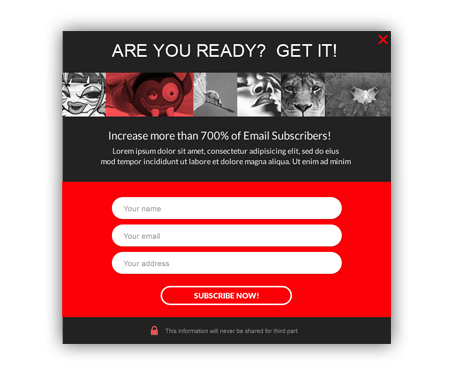 ARE YOU READY? GET IT!
Increase more than 700% of Email Subscribers!
Lorem ipsum dolor sit amet, consectetur adipisicing elit, sed do eius
mod tempor incididunt ut labore et dolore magna aliqua. Ut enim ad minim
Your name
Your email
Your address
SUBSCRIBE NOW!
This information will never be shared for third part